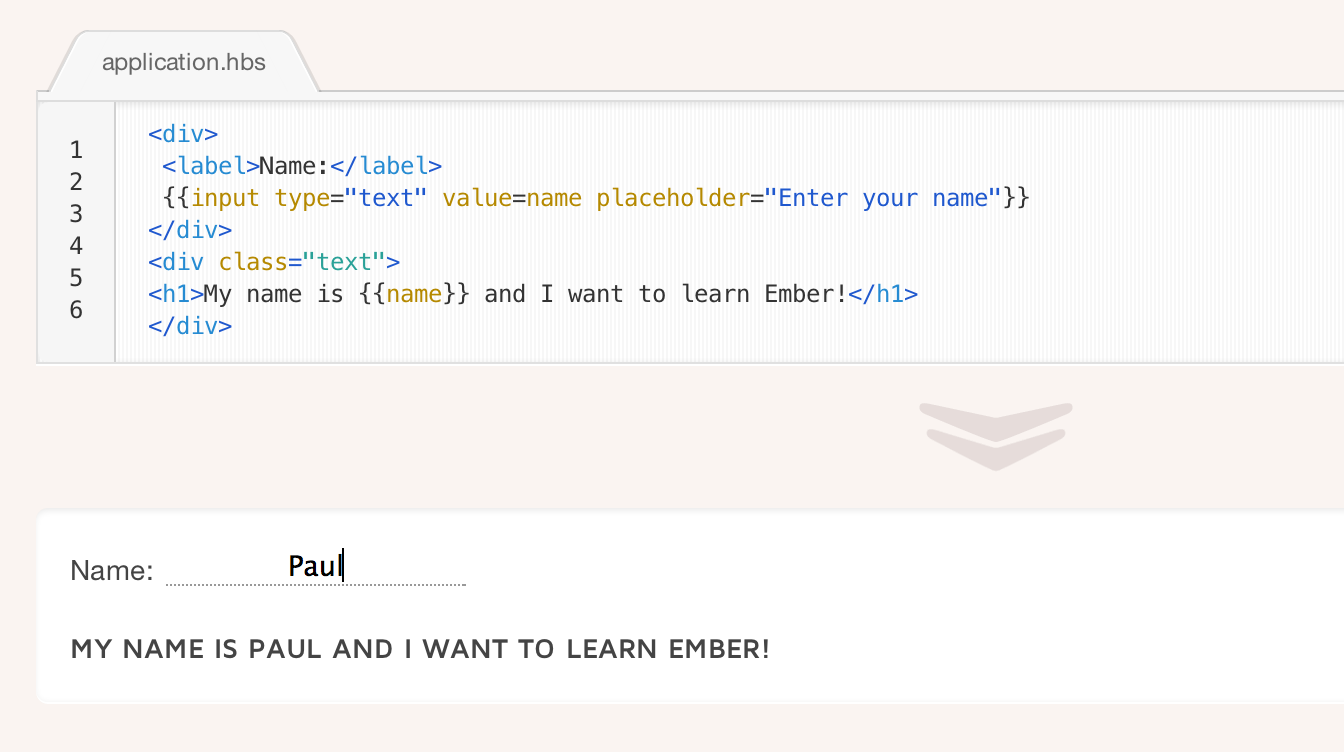 application.hbs
1
2
3
4
5
6
<div>
<label>Name:</label>
{{input type="text" value=name placeholder="Enter your name"}}
</div>
<div class="text">
<h1>My name is {{name}} and I want to learn Ember!</h1>
</div>
Name: Paul
MY NAME IS PAUL AND I WANT TO LEARN EMBER!